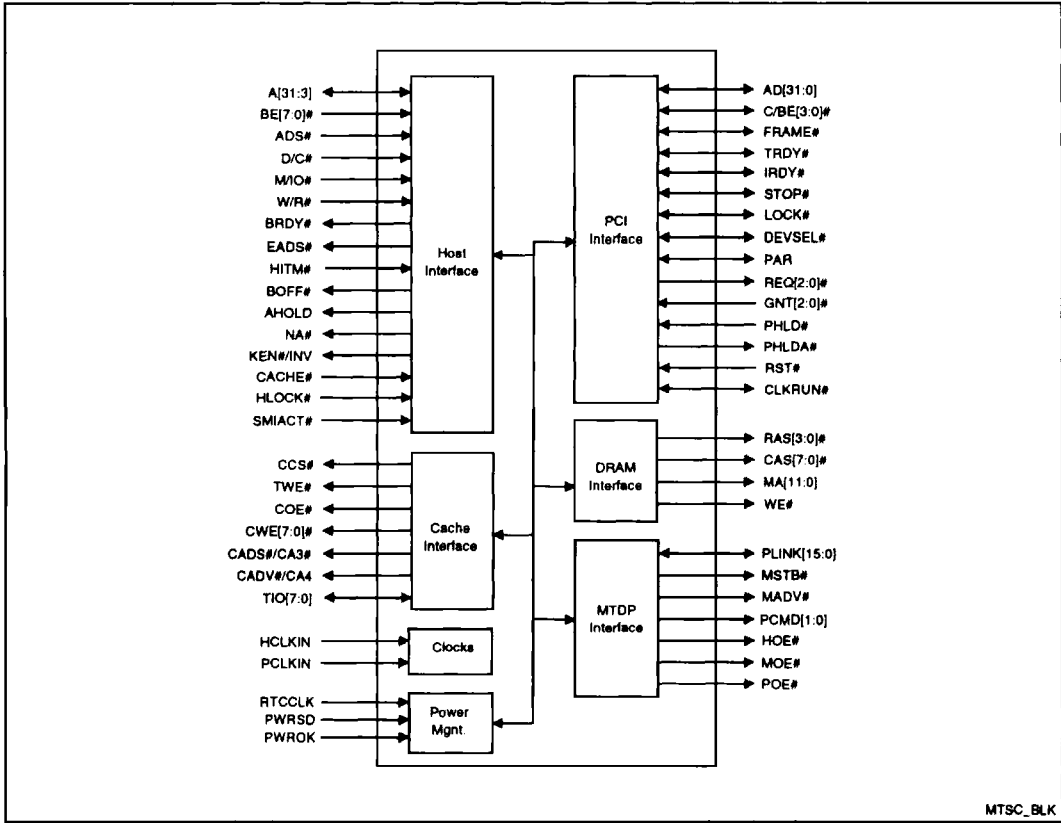 A[31:3]
BE[7:0]#
ADS#
D/C#
M/IO#
W/R#
BRDY#
EADS#
HITM#
BOFF#
AHOLD
NA#
KEN#/INV
CACHE#
HLOCK#
SMIACT#
Host
Interface
CCS#
TWE#
COE#
CWE[7:0]#
CADS#/CA3#
CADV#/CA4
TIO[7:0]
Cache
Interface
HCLKIN
PCLKIN
Clocks
RTCCLK
PWRSD
PWROK
Power
Mgnt.
PCI
Interface
AD[31:0]
C/BE[3:0]#
FRAME#
TRDY#
IRDY#
STOP#
LOCK#
DEVSEL#
PAR
REQ[2:0]#
GNT[2:0]#
PHLD#
PHLDA#
RST#
CLKRUN#
DRAM
Interface
RAS[3:0]#
CAS[7:0]#
MA[11:0]
WE#
MTDP
Interface
PLINK[15:0]
MSTB#
MADV#
PCMD[1:0]
HOE#
MOE#
POE#
MTSC_BLK